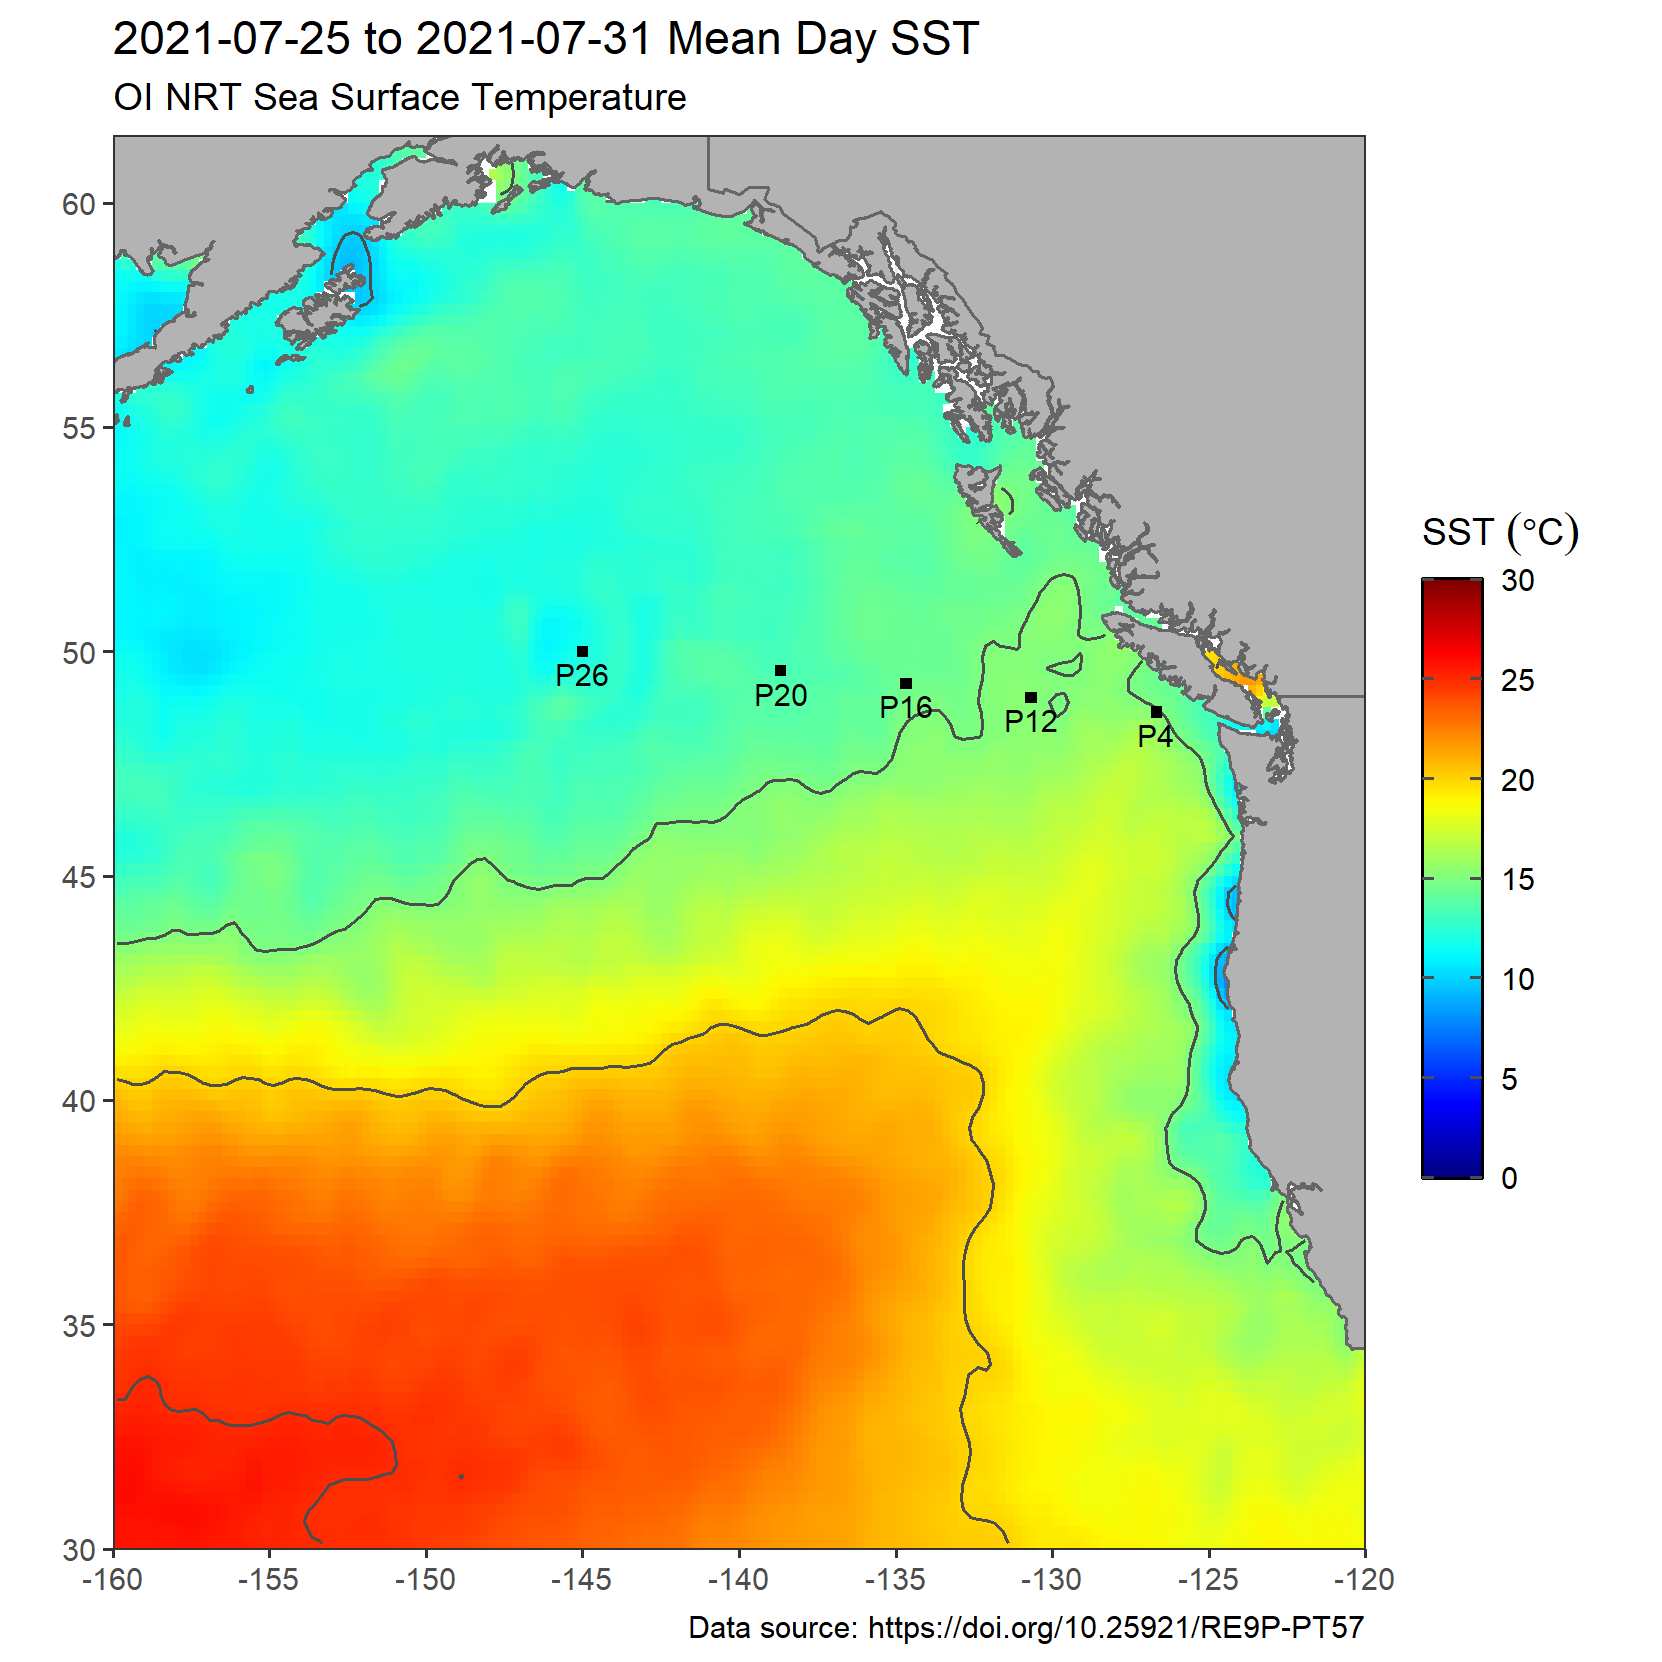 2021-07-25 to 2021-07-31 Mean Day SST
OI NRT Sea Surface Temperature
60
55
50
45
40
35
30
P26
P20
P16
P12
P4
-160
-155
-150
-145
-140
-135
-130
-125
-120
SST (°C)
30
25
20
15
10
5
0
Data source: https://doi.org/10.25921/RE9P-PT57